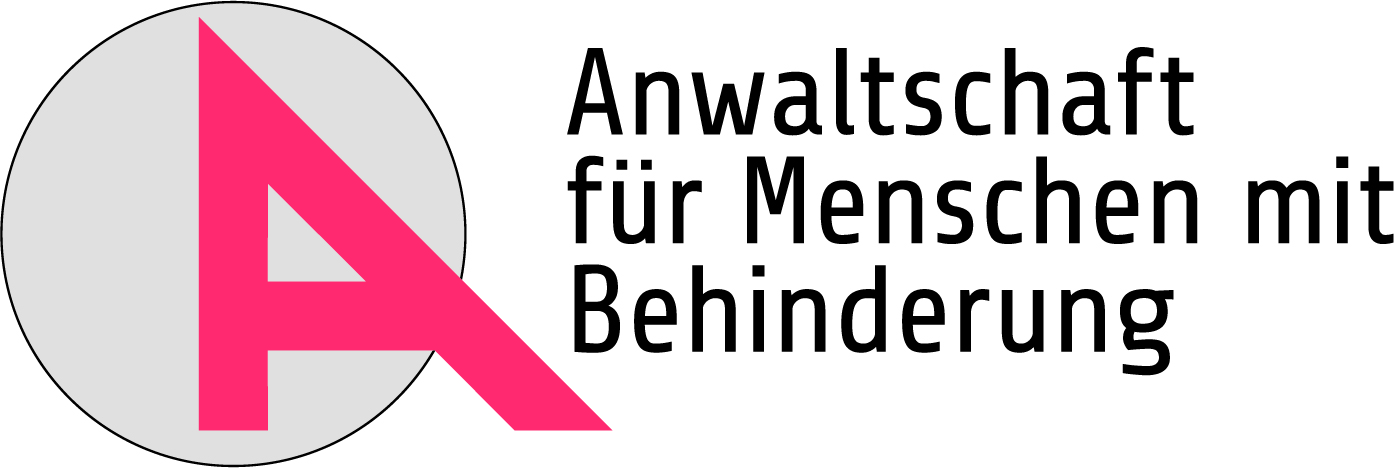 Anwaltschaft
für Menschen mit
Behinderung